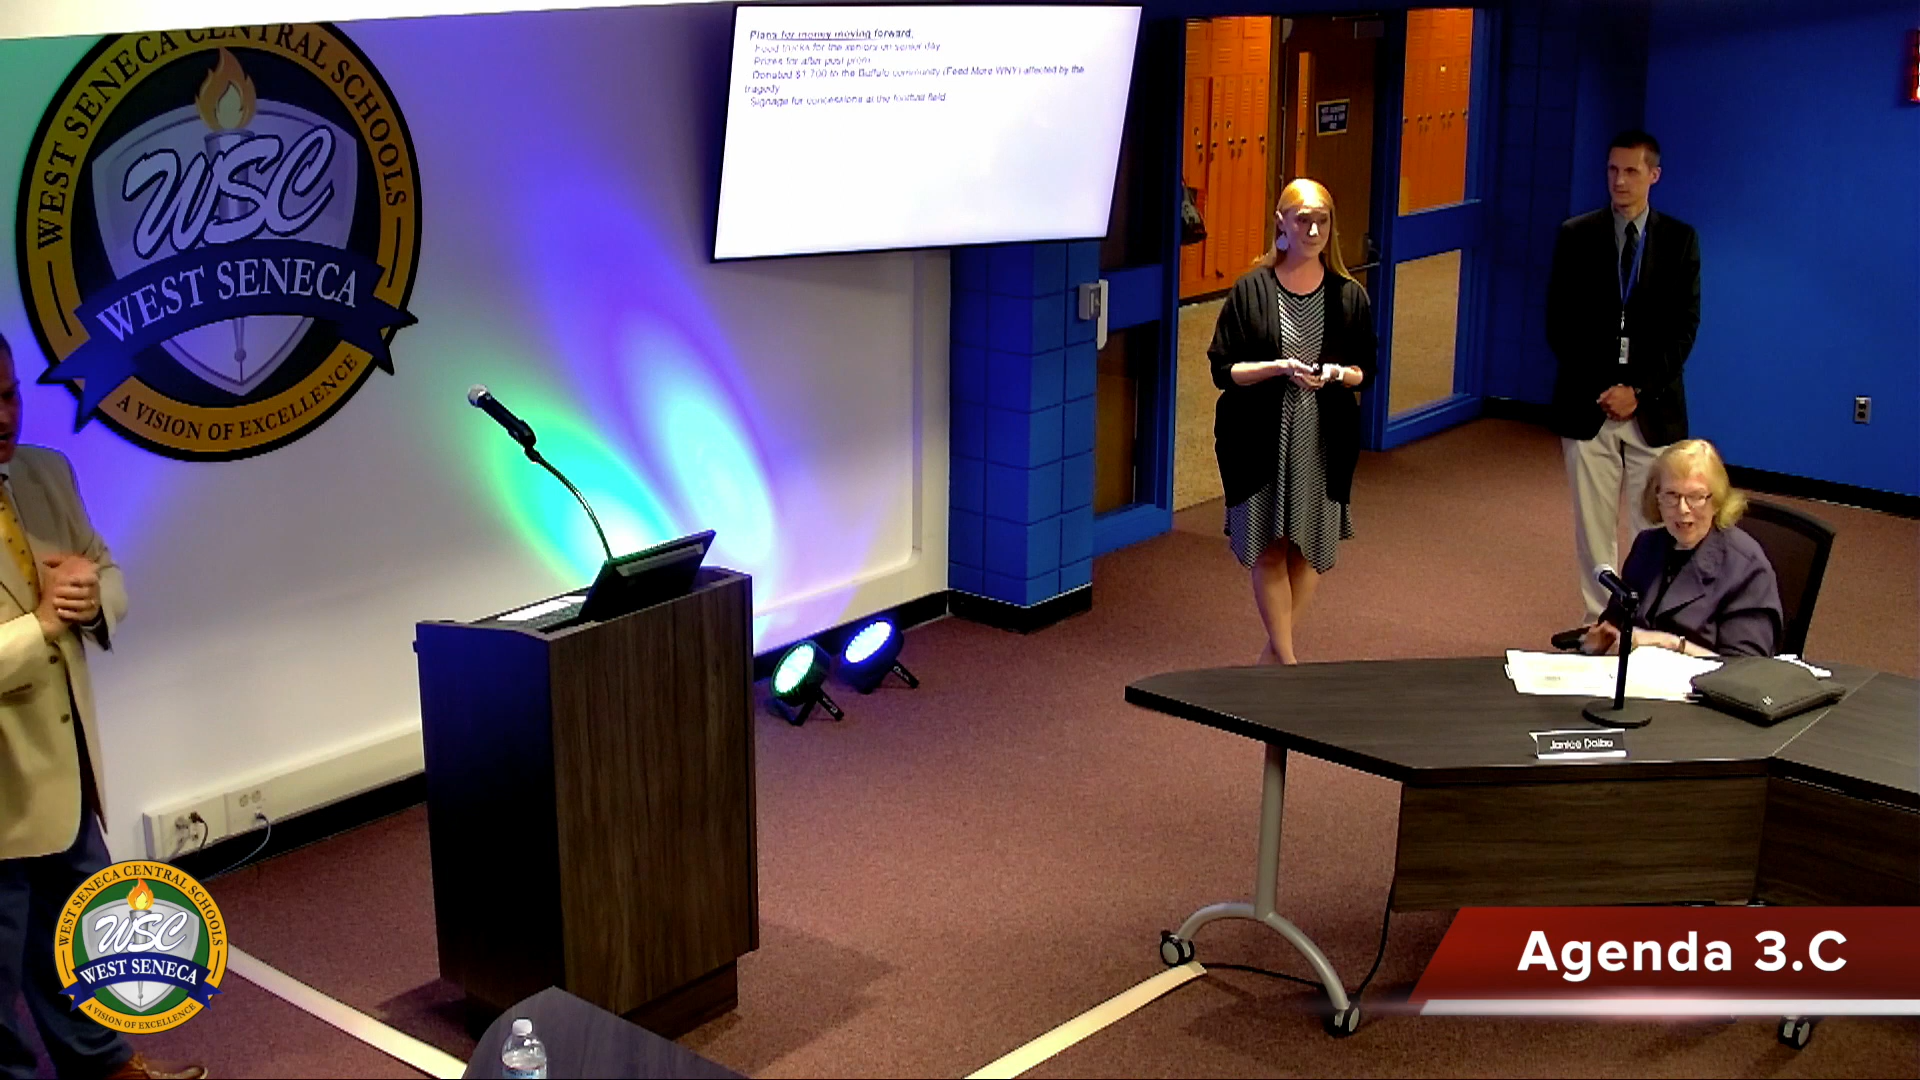 WEST SENECA CENTRAL SCHOOLS
WSC
WEST SENECA
A VISION OF EXCELLENCE
Plans for money moving forward,
Food trucks for the seniors on senior day
Prizes for after post prom
Donated $1,700 to the Buffalo community (Feed More WNY) affected by the
tragedy
Signage for concessions at the football field
Janice Dalbo
WEST SENECA CENTRAL SCHOOLS
WSC
WEST SENECA
A VISION OF EXCELLENCE
Agenda 3.C